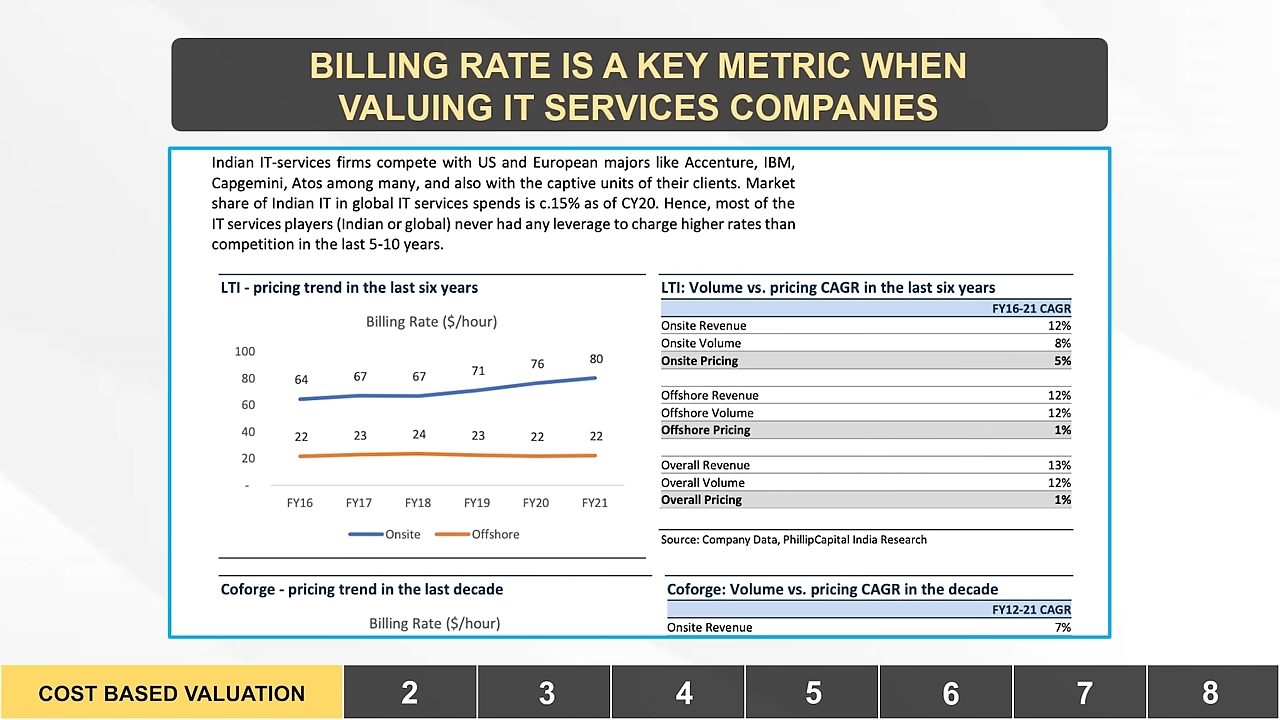 BILLING RATE IS A KEY METRIC WHEN
VALUING IT SERVICES COMPANIES
Indian IT-services firms compete with US and European majors like Accenture, IBM,
Capgemini, Atos among many, and also with the captive units of their clients. Market
share of Indian IT in global IT services spends is c.15% as of CY20. Hence, most of the
IT services players (Indian or global) never had any leverage to charge higher rates than
competition in the last 5-10 years.
LTI - pricing trend in the last six years
Billing Rate ($/hour)
100
80
60
40
20
-
64 67 67 71 76 80
22 23 24 23 22 22
FY16 FY17 FY18 FY19 FY20 FY21
Onsite Offshore
LTI: Volume vs. pricing CAGR in the last six years
FY16-21 CAGR
Onsite Revenue 12%
Onsite Volume 8%
Onsite Pricing 5%
Offshore Revenue 12%
Offshore Volume 12%
Offshore Pricing 1%
Overall Revenue 13%
Overall Volume 12%
Overall Pricing 1%
Source: Company Data, PhillipCapital India Research
Coforge - pricing trend in the last decade
Billing Rate ($/hour)
Coforge: Volume vs. pricing CAGR in the decade
FY12-21 CAGR
Onsite Revenue 7%
COST BASED VALUATION 2 3 4 5 6 7 8